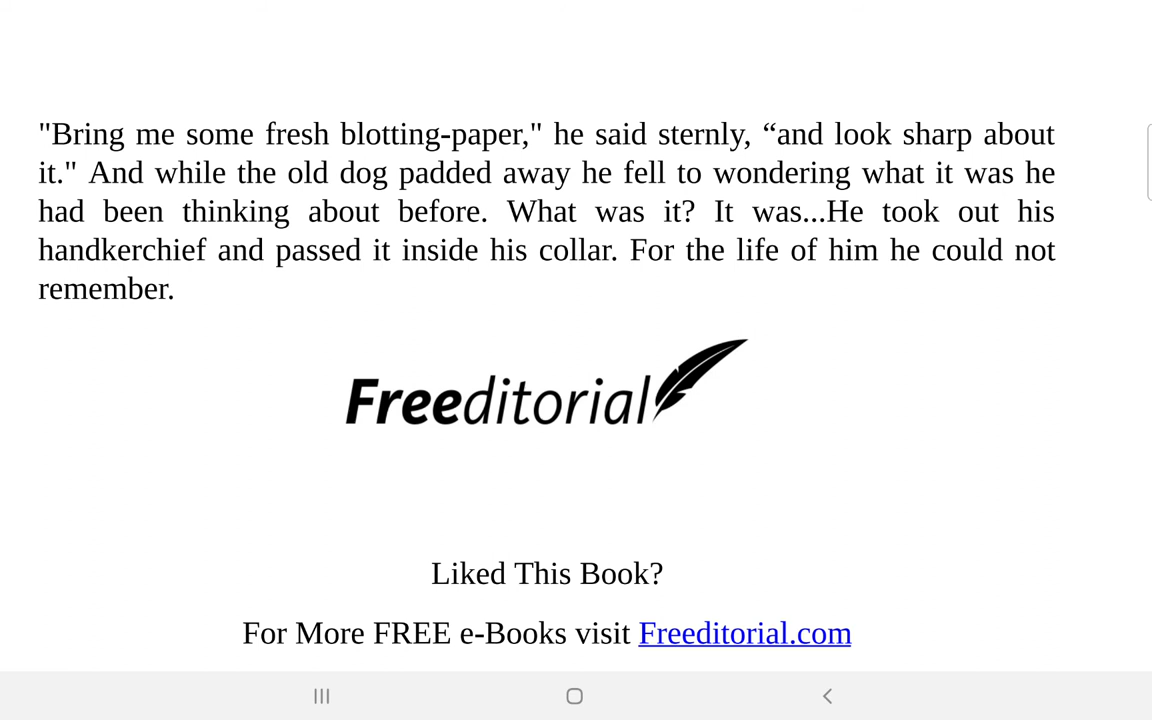 "Bring me some fresh blotting-paper," he said sternly, “and look sharp about
it." And while the old dog padded away he fell to wondering what it was he
had been thinking about before. What was it? It was...He took out his
handkerchief and passed it inside his collar. For the life of him he could not
remember.
Freeditorial
Liked This Book?
For More FREE e-Books visit Freeditorial.com